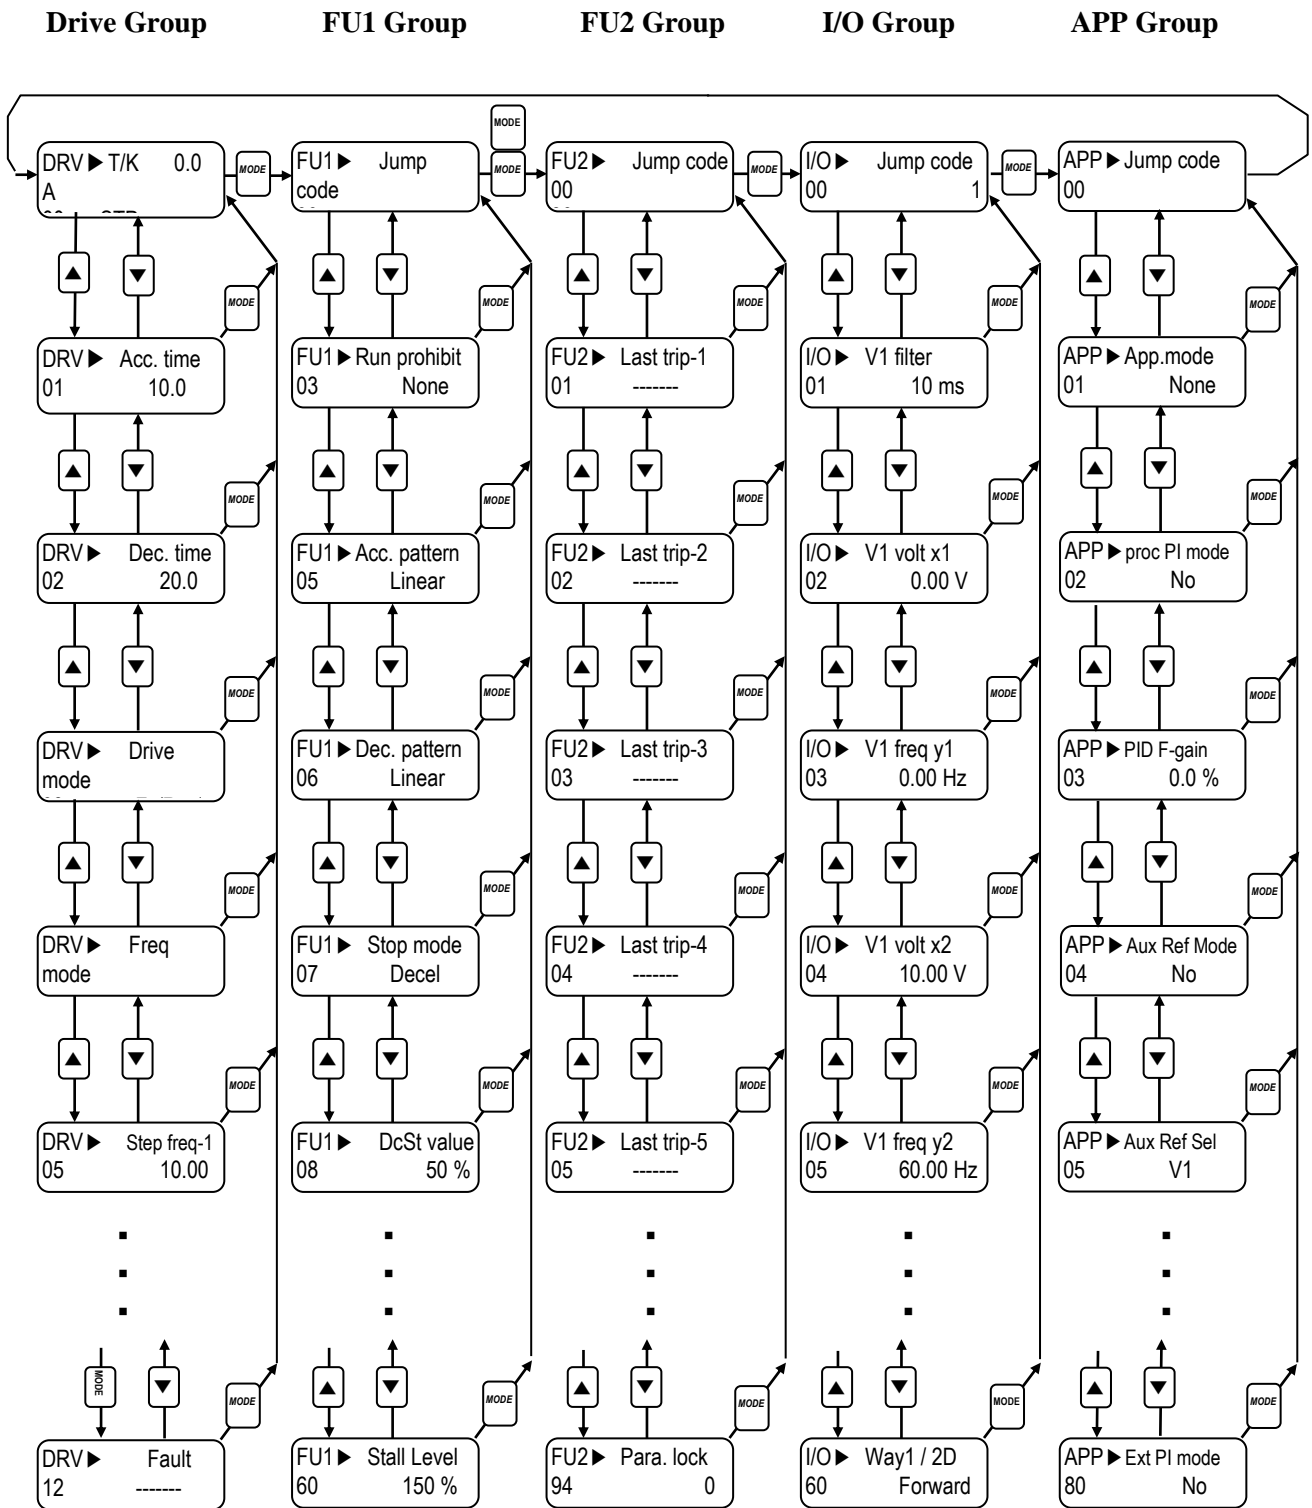 Drive Group FU1 Group FU2 Group I/O Group APP Group
MODE
DRV▶ T/K 0.0
A
MODE
FU1▶ Jump
code
MODE
FU2▶ Jump code
00
MODE
I/O▶ Jump code
00 1
MODE
APP▶ Jump code
00
▲ ▼ ▲ ▼ ▲ ▼ ▲ ▼ ▲ ▼
MODE MODE MODE MODE MODE
DRV▶ Acc. time
01 10.0
FU1▶ Run prohibit
03 None
FU2▶ Last trip-1
01 -------
I/O▶ V1 filter
01 10 ms
APP▶ App.mode
01 None
▲ ▼ ▲ ▼ ▲ ▼ ▲ ▼ ▲ ▼
MODE MODE MODE MODE MODE
DRV▶ Dec. time
02 20.0
FU1▶ Acc. pattern
05 Linear
FU2▶ Last trip-2
02 -------
I/O▶ V1 volt x1
02 0.00 V
APP▶ proc PI mode
02 No
▲ ▼ ▲ ▼ ▲ ▼ ▲ ▼ ▲ ▼
MODE MODE MODE MODE MODE
DRV▶ Drive
mode
FU1▶ Dec. pattern
06 Linear
FU2▶ Last trip-3
03 -------
I/O▶ V1 freq y1
03 0.00 Hz
APP▶ PID F-gain
03 0.0 %
▲ ▼ ▲ ▼ ▲ ▼ ▲ ▼ ▲ ▼
MODE MODE MODE MODE MODE
DRV▶ Freq
mode
FU1▶ Stop mode
07 Decel
FU2▶ Last trip-4
04 -------
I/O▶ V1 volt x2
04 10.00 V
APP▶ Aux Ref Mode
04 No
▲ ▼ ▲ ▼ ▲ ▼ ▲ ▼ ▲ ▼
MODE MODE MODE MODE MODE
DRV▶ Step freq-1
05 10.00
FU1▶ DcSt value
08 50 %
FU2▶ Last trip-5
05 -------
I/O▶ V1 freq y2
05 60.00 Hz
APP▶ Aux Ref Sel
05 V1
MODE ▼ ▲ ▼ ▲ ▼ ▲ ▼ ▲ ▼
MODE MODE MODE MODE MODE
DRV▶ Fault
12 -------
FU1▶ Stall Level
60 150 %
FU2▶ Para. lock
94 0
I/O▶ Way1 / 2D
60 Forward
APP▶ Ext PI mode
80 No